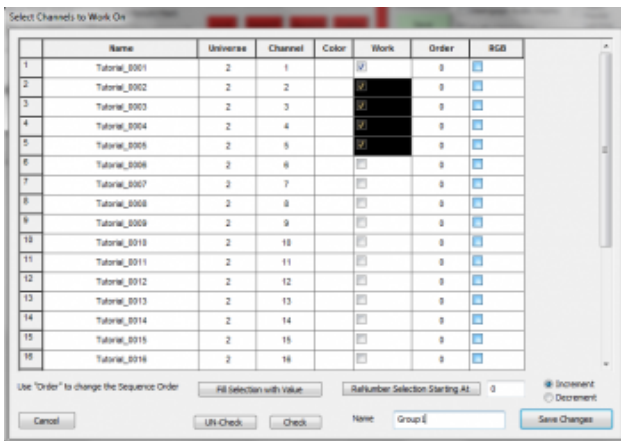 Select Channels to Work On
Name Universe Channel Color Work Order RGB
1 Tutorial_0001 2 1 0
2 Tutorial_0002 2 2 0
3 Tutorial_0003 2 3 0
4 Tutorial_0004 2 4 0
5 Tutorial_0005 2 5 0
6 Tutorial_0006 2 6 0
7 Tutorial_0007 2 7 0
8 Tutorial_0008 2 8 0
9 Tutorial_0009 2 9 0
10 Tutorial_0010 2 10 0
11 Tutorial_0011 2 11 0
12 Tutorial_0012 2 12 0
13 Tutorial_0013 2 13 0
14 Tutorial_0014 2 14 0
15 Tutorial_0015 2 15 0
16 Tutorial_0016 2 16 0
Use "Order" to change the Sequence Order Fill Selection with Value ReNumber Selection Starting At 0 Increment
Decrement
Cancel UN-Check Check Name Group1 Save Changes